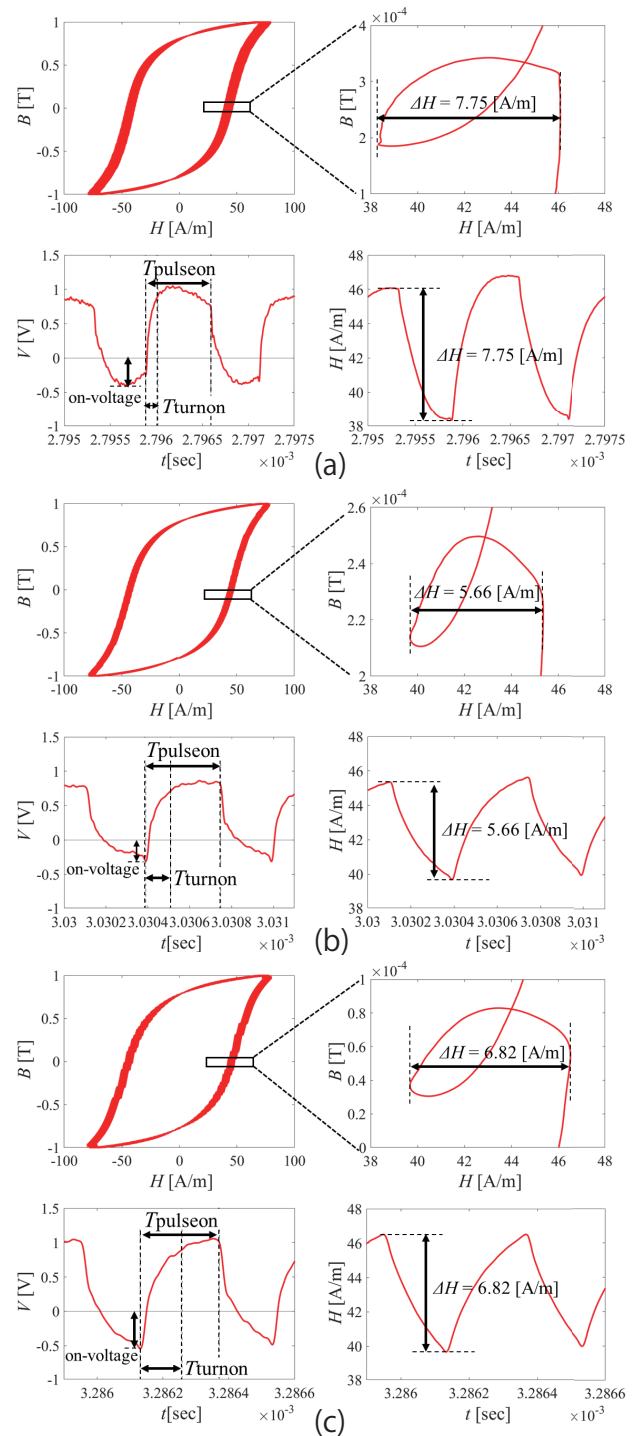 1
0.5
0
-0.5
-1
B [T]
-100 -50 0 50 100
H [A/m]
×10⁻⁴
4
3
2
1
B [T]
ΔH = 7.75 [A/m]
38 40 42 44 46 48
H [A/m]
1.5
1
0.5
0
-0.5
-1
V [V]
Tpulseon
on-voltage
Tturnon
2.795 2.7955 2.796 2.7965 2.797 2.7975
t[sec] ×10⁻³
48
46
44
42
40
38
H [A/m]
ΔH = 7.75 [A/m]
2.795 2.7955 2.796 2.7965 2.797 2.7975
t[sec] ×10⁻³
(a)
1
0.5
0
-0.5
-1
B [T]
-100 -50 0 50 100
H [A/m]
×10⁻⁴
2.6
2.4
2.2
2
B [T]
ΔH = 5.66 [A/m]
38 40 42 44 46 48
H [A/m]
1.5
1
0.5
0
-0.5
-1
V [V]
Tpulseon
on-voltage
Tturnon
3.03 3.0302 3.0304 3.0306 3.0308 3.031
t [sec] ×10⁻³
48
46
44
42
40
38
H [A/m]
ΔH = 5.66 [A/m]
3.03 3.0302 3.0304 3.0306 3.0308 3.031
t [sec] ×10⁻³
(b)
1
0.5
0
-0.5
-1
B [T]
-100 -50 0 50 100
H [A/m]
×10⁻⁴
1
0.8
0.6
0.4
0.2
0
B [T]
ΔH = 6.82 [A/m]
38 40 42 44 46 48
H [A/m]
1.5
1
0.5
0
-0.5
-1
V [V]
Tpulseon
on-voltage
Tturnon
3.286 3.2862 3.2864 3.2866
t [sec] ×10⁻³
48
46
44
42
40
38
H [A/m]
ΔH = 6.82 [A/m]
3.286 3.2862 3.2864 3.2866
t [sec] ×10⁻³
(c)